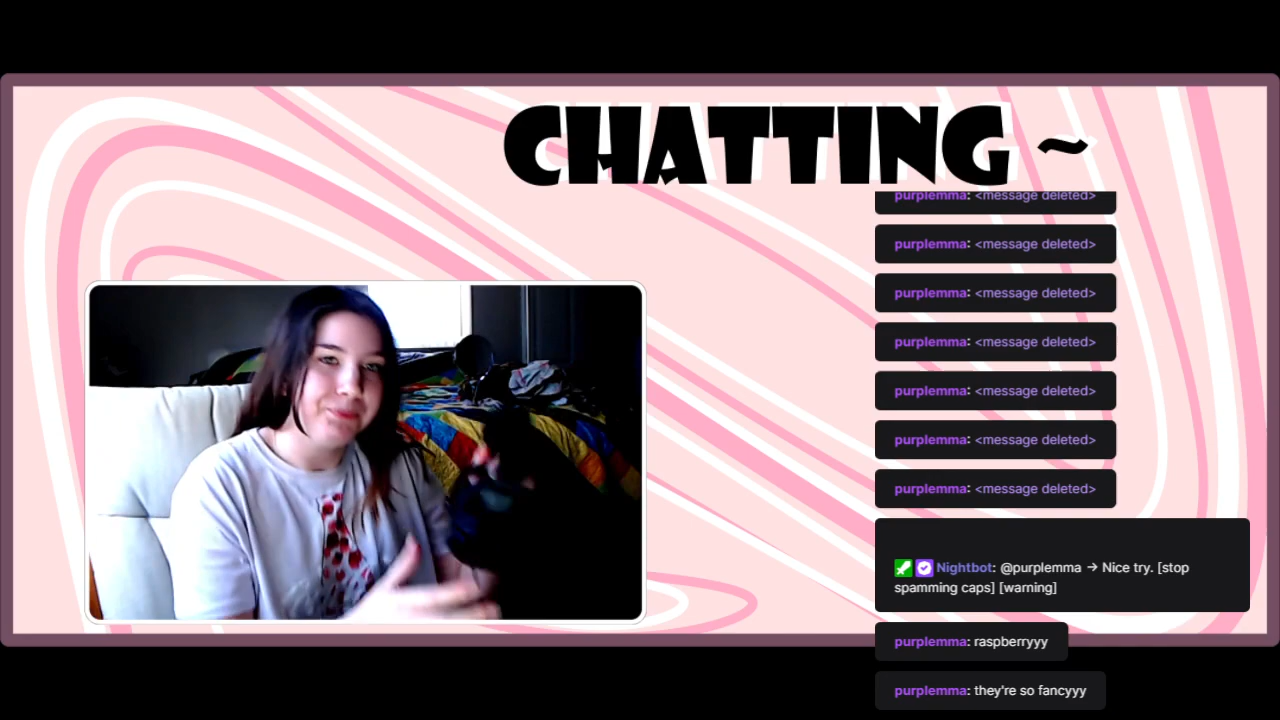 CHATTING ~
purplemma: <message deleted>
purplemma: <message deleted>
purplemma: <message deleted>
purplemma: <message deleted>
purplemma: <message deleted>
purplemma: <message deleted>
purplemma: <message deleted>
Nightbot: @purplemma → Nice try. [stop
spamming caps] [warning]
purplemma: raspberryyy
purplemma: they're so fancyyy